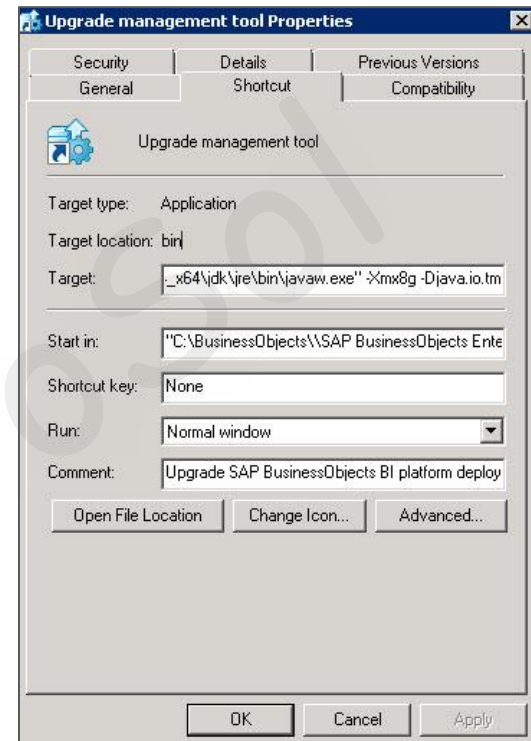 Upgrade management tool Properties
Security Details Previous Versions
General Shortcut Compatibility
Upgrade management tool
Target type: Application
Target location: bin
Target: ._x64\jdk\jre\bin\javaw.exe" -Xmx8g -Djava.io.tm
Start in: "C:\BusinessObjects\\SAP BusinessObjects Ente
Shortcut key: None
Run: Normal window
Comment: Upgrade SAP BusinessObjects BI platform deploy
Open File Location Change Icon... Advanced...
OK Cancel Apply